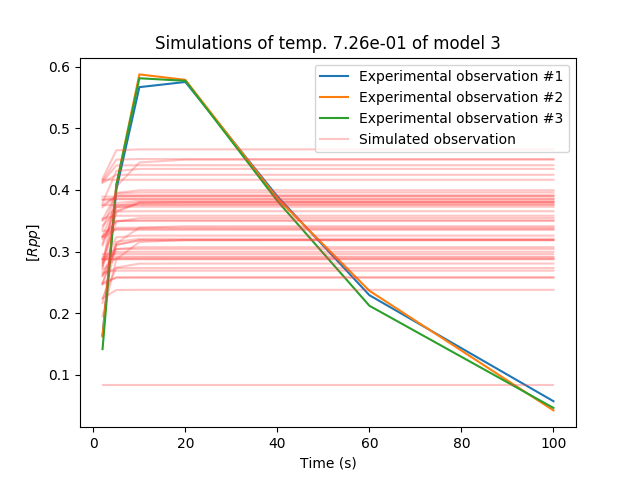 Simulations of temp. 7.26e-01 of model 3
Experimental observation #1
Experimental observation #2
Experimental observation #3
Simulated observation
0.6
0.5
0.4
0.3
0.2
0.1
[Rpp]
0 20 40 60 80 100
Time (s)